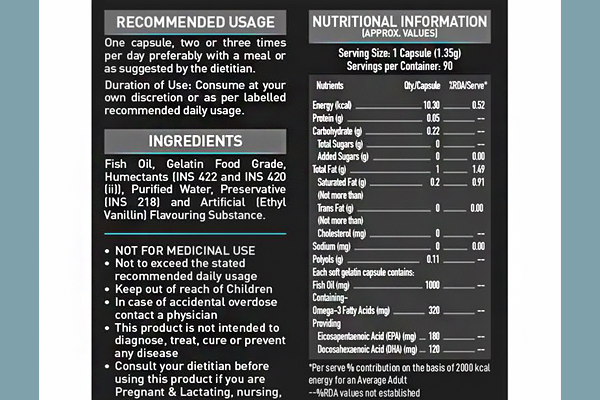 RECOMMENDED USAGE
One capsule, two or three times
per day preferably with a meal or
as suggested by the dietitian.
Duration of Use: Consume at your
own discretion or as per labelled
recommended daily usage.
INGREDIENTS
Fish Oil, Gelatin Food Grade,
Humectants (INS 422 and INS 420
(ii)), Purified Water, Preservative
(INS 218) and Artificial (Ethyl
Vanillin) Flavouring Substance.
• NOT FOR MEDICINAL USE
• Not to exceed the stated
recommended daily usage
• Keep out of reach of Children
• In case of accidental overdose
contact a physician
• This product is not intended to
diagnose, treat, cure or prevent
any disease
• Consult your dietitian before
using this product if you are
Pregnant & Lactating, nursing,
NUTRITIONAL INFORMATION
(APPROX. VALUES)
Serving Size: 1 Capsule (1.35g)
Servings per Container: 90
Nutrients Qty/Capsule %RDA/Serve*
Energy (kcal) 10.30 0.52
Protein (g) 0.05 --
Carbohydrate (g) 0.22 --
Total Sugars (g) 0 --
Added Sugars (g) 0 0.00
Total Fat (g) 1 1.49
Saturated Fat (g) 0.2 0.91
(Not more than)
Trans Fat (g) 0 0.00
(Not more than)
Cholesterol (mg) 0 --
Sodium (mg) 0 0.00
Polyols (g) 0.11 --
Each soft gelatin capsule contains:
Fish Oil (mg) 1000 --
Containing-
Omega-3 Fatty Acids (mg) 320 --
Providing
Eicosapentaenoic Acid (EPA) (mg) 180 --
Docosahexaenoic Acid (DHA) (mg) 120 --
*Per serve % contribution on the basis of 2000 kcal
energy for an Average Adult
--%RDA values not established